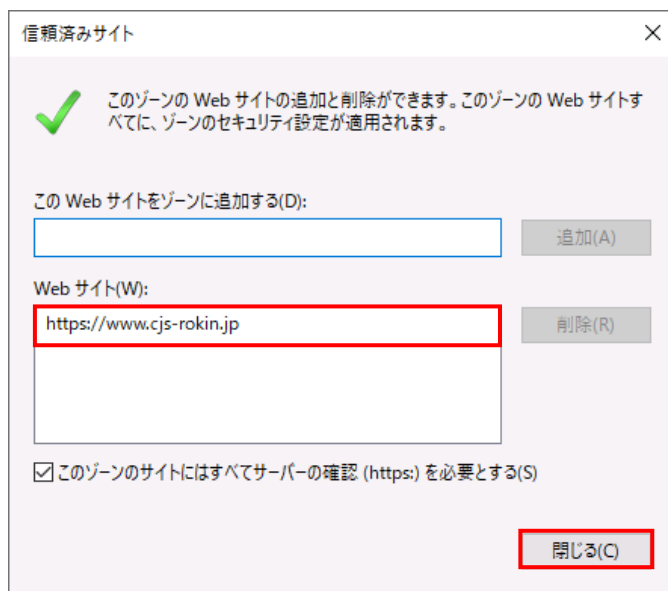 信頼済みサイト
このゾーンの Web サイトの追加と削除ができます。このゾーンの Web サイトす
べてに、ゾーンのセキュリティ設定が適用されます。
この Web サイトをゾーンに追加する(D):
追加(A)
Web サイト(W):
https://www.cjs-rokin.jp
削除(R)
このゾーンのサイトにはすべてサーバーの確認 (https:) を必要とする(S)
閉じる(C)